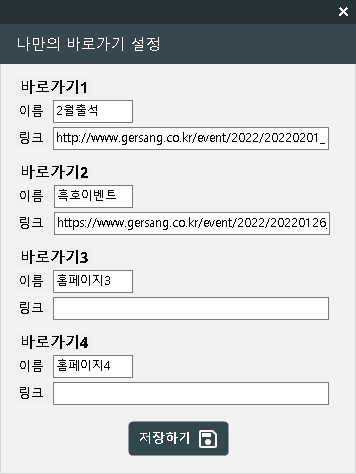 나만의 바로가기 설정
바로가기1
이름 2월출석
링크 http://www.gersang.co.kr/event/2022/20220201_
바로가기2
이름 흑호이벤트
링크 https://www.gersang.co.kr/event/2022/20220126_
바로가기3
이름 홈페이지3
링크
바로가기4
이름 홈페이지4
링크
저장하기